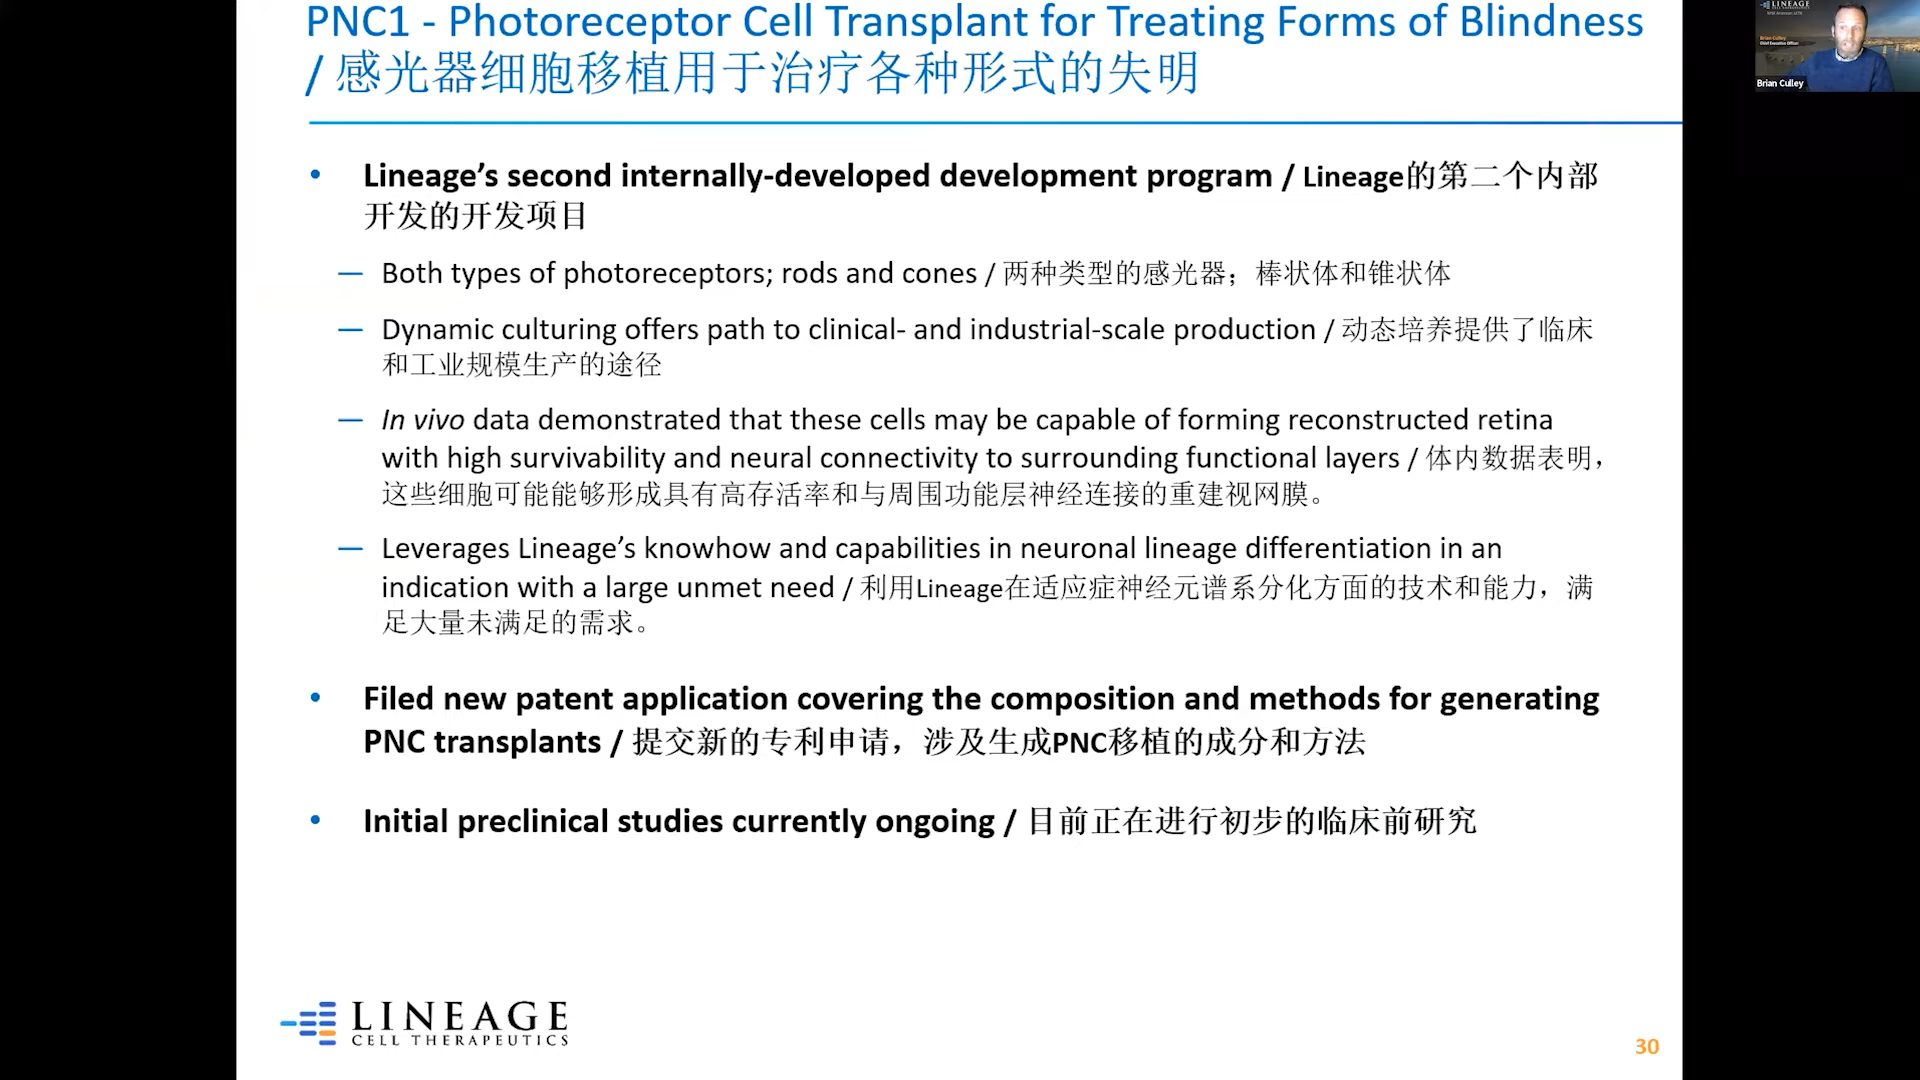 PNC1 - Photoreceptor Cell Transplant for Treating Forms of Blindness
/ 感光器细胞移植用于治疗各种形式的失明
• Lineage’s second internally-developed development program / Lineage的第二个内部
开发的开发项目
— Both types of photoreceptors; rods and cones / 两种类型的感光器；棒状体和锥状体
— Dynamic culturing offers path to clinical- and industrial-scale production / 动态培养提供了临床
和工业规模生产的途径
— In vivo data demonstrated that these cells may be capable of forming reconstructed retina
with high survivability and neural connectivity to surrounding functional layers / 体内数据表明，
这些细胞可能能够形成具有高存活率和与周围功能层神经连接的重建视网膜。
— Leverages Lineage’s knowhow and capabilities in neuronal lineage differentiation in an
indication with a large unmet need / 利用Lineage在适应症神经元谱系分化方面的技术和能力，满
足大量未满足的需求。
• Filed new patent application covering the composition and methods for generating
PNC transplants / 提交新的专利申请，涉及生成PNC移植的成分和方法
• Initial preclinical studies currently ongoing / 目前正在进行初步的临床前研究
LINEAGE
CELL THERAPEUTICS
30
LINEAGE
Brian Culley
Chief Executive Officer
Brian Culley